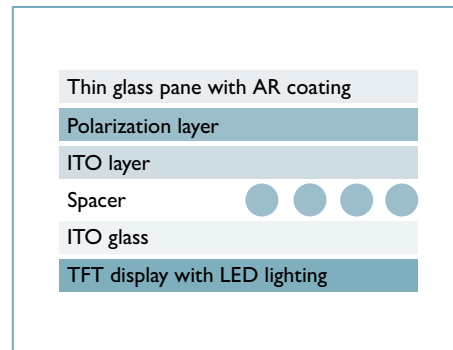 Thin glass pane with AR coating
Polarization layer
ITO layer
Spacer
ITO glass
TFT display with LED lighting